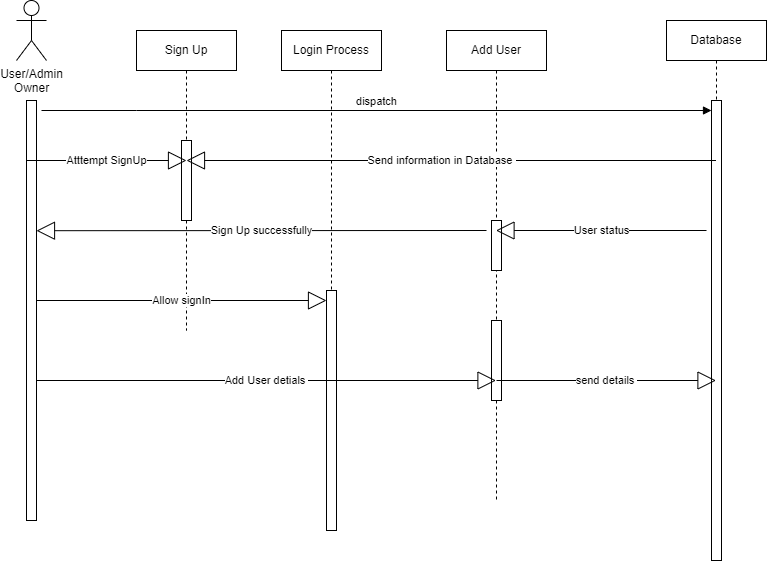 User/Admin
Owner
Sign Up
Login Process
Add User
Database
dispatch
Atttempt SignUp
Send information in Database
Sign Up successfully
User status
Allow signIn
Add User detials
send details